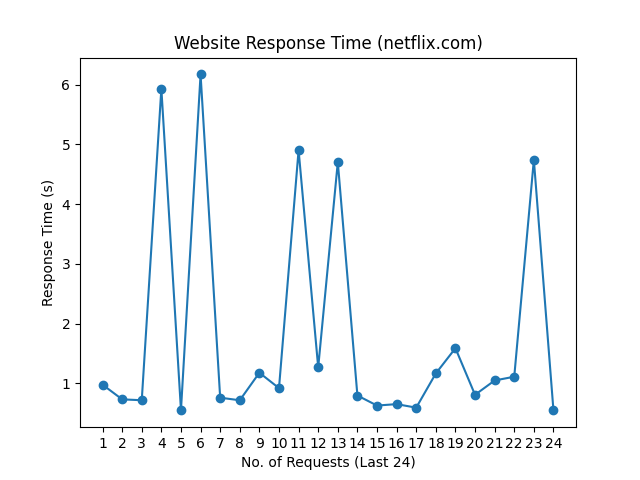 Website Response Time (netflix.com)
6
5
4
3
2
1
Response Time (s)
1 2 3 4 5 6 7 8 9 10 11 12 13 14 15 16 17 18 19 20 21 22 23 24
No. of Requests (Last 24)